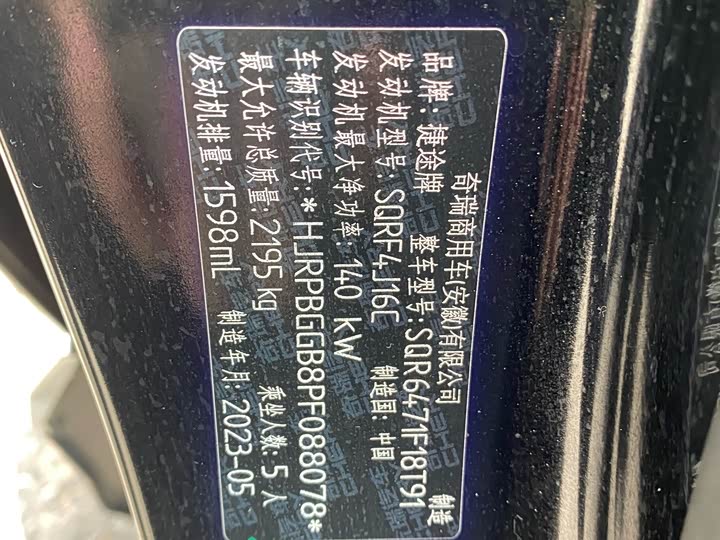 奇瑞商用车(安徽)有限公司 制造
品牌：捷途牌 整车型号：SQR6471F18T91
发动机型号：SQRF4J16C 制造国：中国
发动机最大净功率：140 kW
车辆识别代号：*HJRPBGGB8PF088078*
最大允许总质量：2195 kg 乘坐人数：5 人
发动机排量：1598mL 制造年月：2023-05